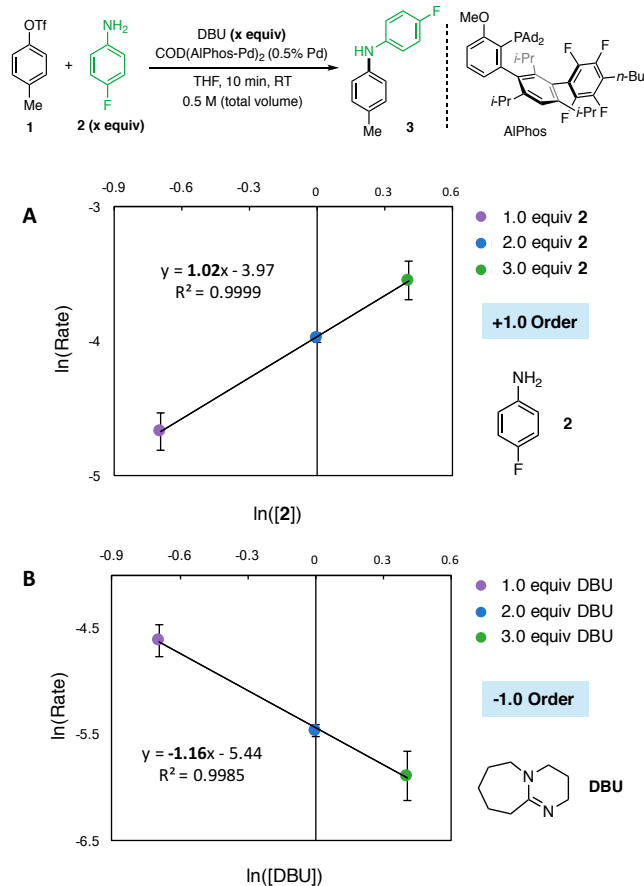 OTf
Me
1
+
NH2
F
2 (x equiv)
DBU (x equiv)
COD(AlPhos-Pd)2 (0.5% Pd)
THF, 10 min, RT
0.5 M (total volume)
F
HN
Me
3
MeO
PAd2
i-Pr
i-Pr
F
F
n-Bu
F
F
i-Pr
AlPhos
A
-0.9 -0.6 -0.3 0 0.3 0.6
-3
-4
-5
ln(Rate)
y = 1.02x - 3.97
R² = 0.9999
ln([2])
1.0 equiv 2
2.0 equiv 2
3.0 equiv 2
+1.0 Order
NH2
2
F
B
-0.9 -0.6 -0.3 0 0.3 0.6
-4.5
-5.5
-6.5
ln(Rate)
y = -1.16x - 5.44
R² = 0.9985
ln([DBU])
1.0 equiv DBU
2.0 equiv DBU
3.0 equiv DBU
-1.0 Order
N
N
DBU